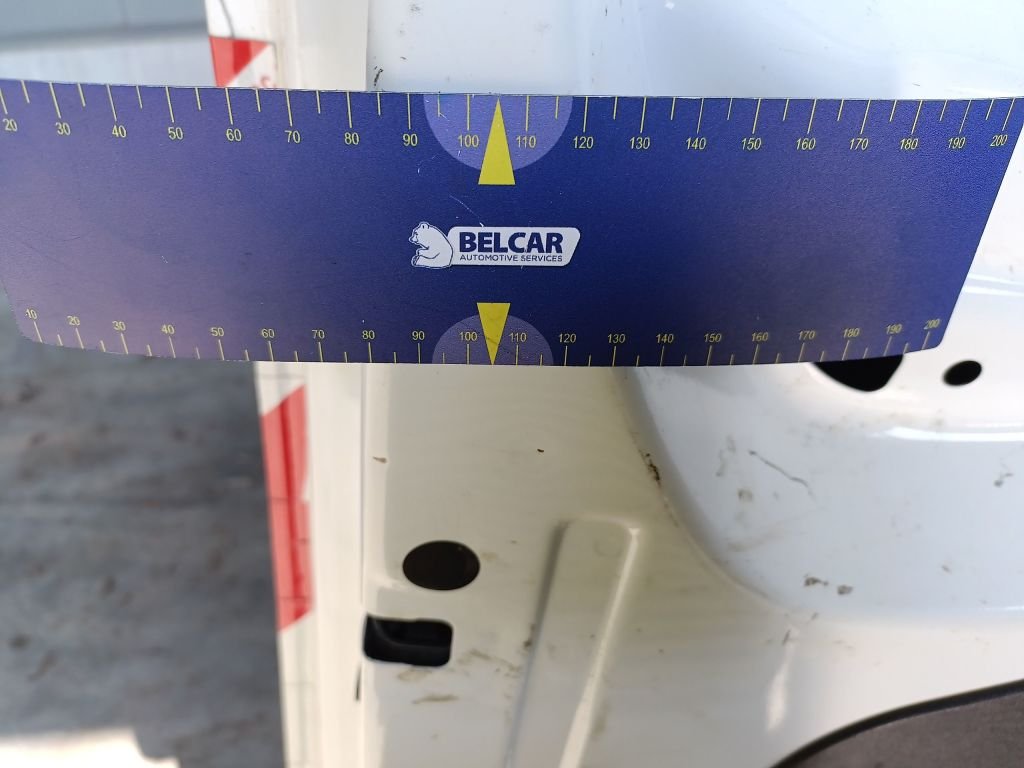 20 30 40 50 60 70 80 90 100 110 120 130 140 150 160 170 180 190 200
BELCAR
AUTOMOTIVE SERVICES
10 20 30 40 50 60 70 80 90 100 110 120 130 140 150 160 170 180 190 200